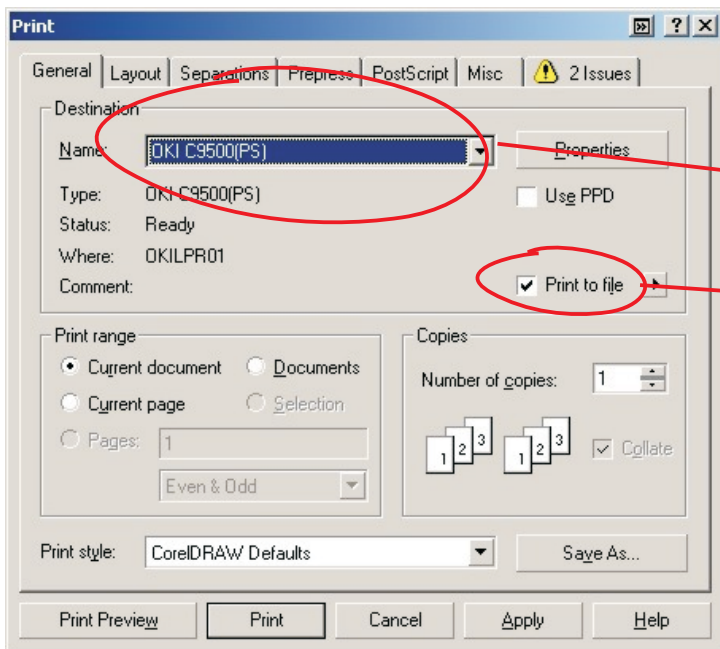 Print
General Layout Separations Prepress PostScript Misc 2 Issues
Destination
Name: OKI C9500(PS) Properties
Type: OKI C9500(PS) Use PPD
Status: Ready
Where: OKILPR01
Comment: Print to file
Print range Copies
Current document Documents Number of copies: 1
Current page Selection
Pages: 1 1 2 3 1 2 3 Collate
Even & Odd
Print style: CorelDRAW Defaults Save As...
Print Preview Print Cancel Apply Help